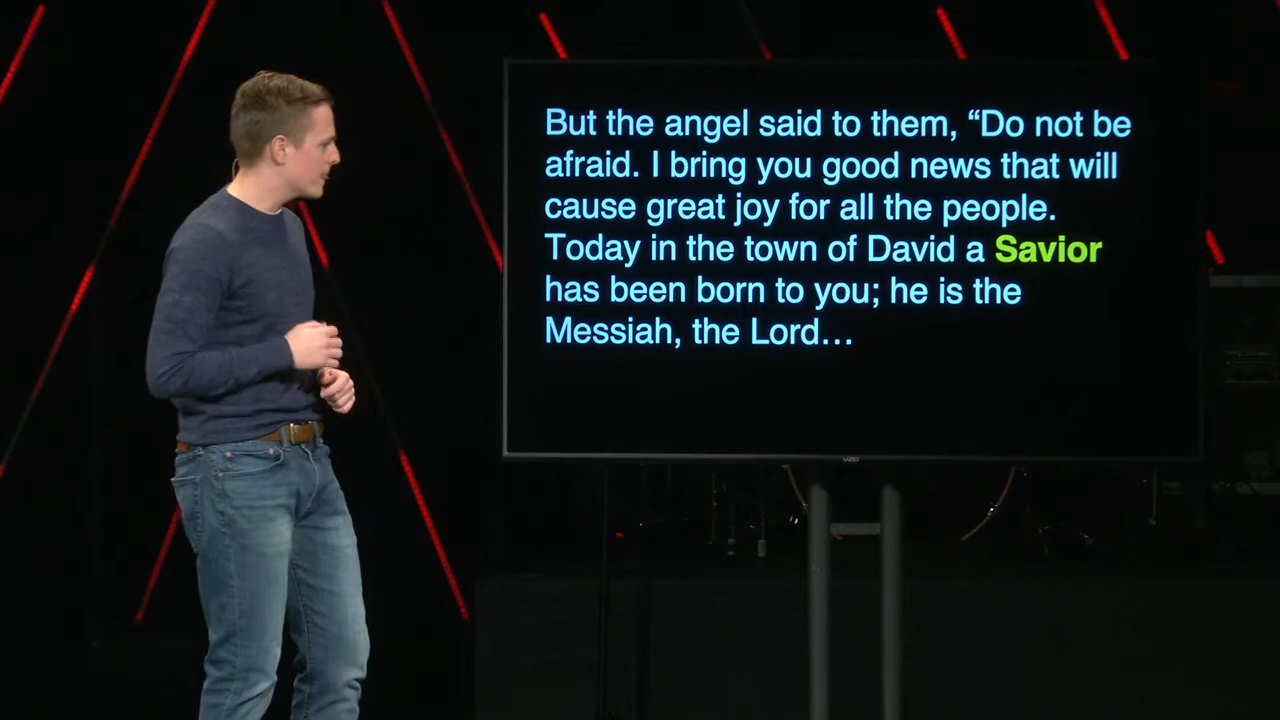 But the angel said to them, “Do not be
afraid. I bring you good news that will
cause great joy for all the people.
Today in the town of David a Savior
has been born to you; he is the
Messiah, the Lord…
VIZIO